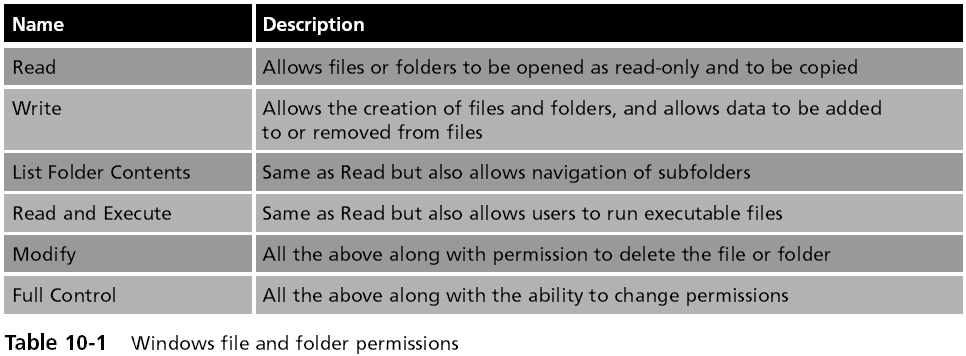 Name Description
Read Allows files or folders to be opened as read-only and to be copied
Write Allows the creation of files and folders, and allows data to be added
to or removed from files
List Folder Contents Same as Read but also allows navigation of subfolders
Read and Execute Same as Read but also allows users to run executable files
Modify All the above along with permission to delete the file or folder
Full Control All the above along with the ability to change permissions
Table 10-1 Windows file and folder permissions